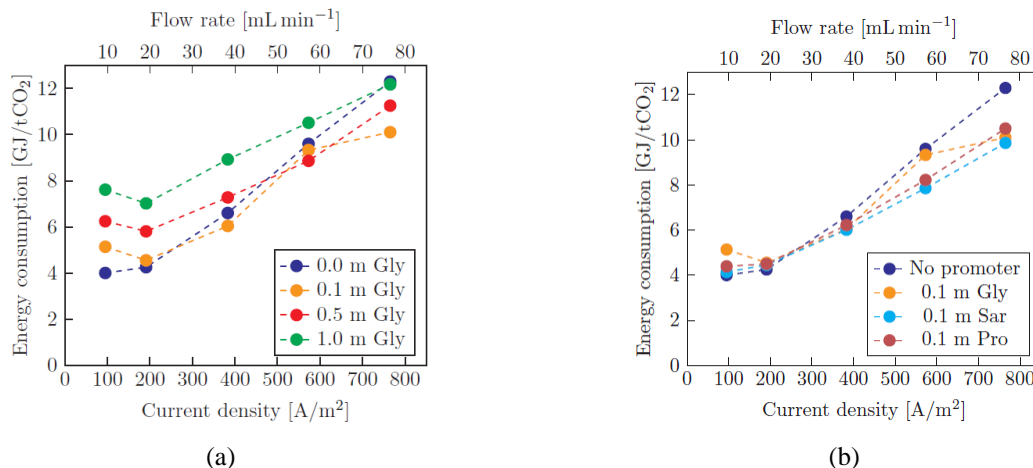 Flow rate [mL min−1]
10 20 30 40 50 60 70 80
Energy consumption [GJ/tCO2]
12
10
8
6
4
2
0
0.0 m Gly
0.1 m Gly
0.5 m Gly
1.0 m Gly
0 100 200 300 400 500 600 700 800
Current density [A/m2]
(a)
Flow rate [mL min−1]
10 20 30 40 50 60 70 80
Energy consumption [GJ/tCO2]
12
10
8
6
4
2
0
No promoter
0.1 m Gly
0.1 m Sar
0.1 m Pro
0 100 200 300 400 500 600 700 800
Current density [A/m2]
(b)